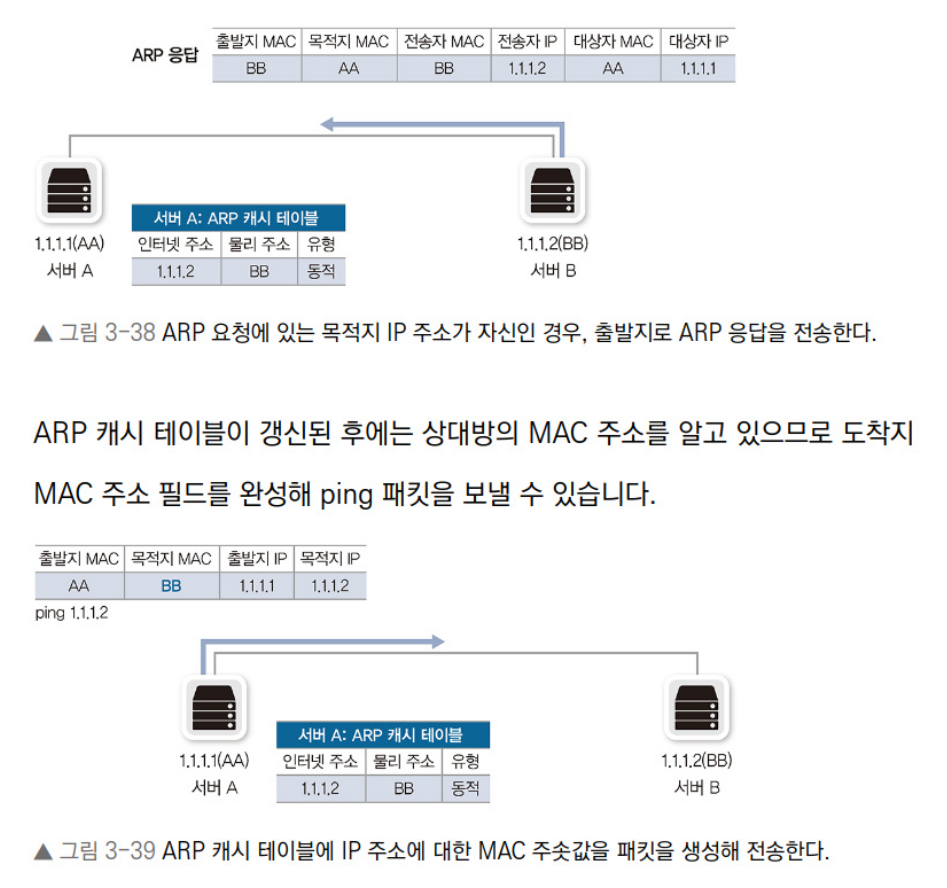 ARP 응답
출발지 MAC 목적지 MAC 전송자 MAC 전송자 IP 대상자 MAC 대상자 IP
BB AA BB 1.1.1.2 AA 1.1.1.1
서버 A: ARP 캐시 테이블
인터넷 주소 물리 주소 유형
1.1.1.2 BB 동적
1.1.1.1(AA)
서버 A
1.1.1.2(BB)
서버 B
▲ 그림 3-38 ARP 요청에 있는 목적지 IP 주소가 자신인 경우, 출발지로 ARP 응답을 전송한다.
ARP 캐시 테이블이 갱신된 후에는 상대방의 MAC 주소를 알고 있으므로 도착지
MAC 주소 필드를 완성해 ping 패킷을 보낼 수 있습니다.
출발지 MAC 목적지 MAC 출발지 IP 목적지 IP
AA BB 1.1.1.1 1.1.1.2
ping 1.1.1.2
서버 A: ARP 캐시 테이블
인터넷 주소 물리 주소 유형
1.1.1.2 BB 동적
1.1.1.1(AA)
서버 A
1.1.1.2(BB)
서버 B
▲ 그림 3-39 ARP 캐시 테이블에 IP 주소에 대한 MAC 주솟값을 패킷을 생성해 전송한다.